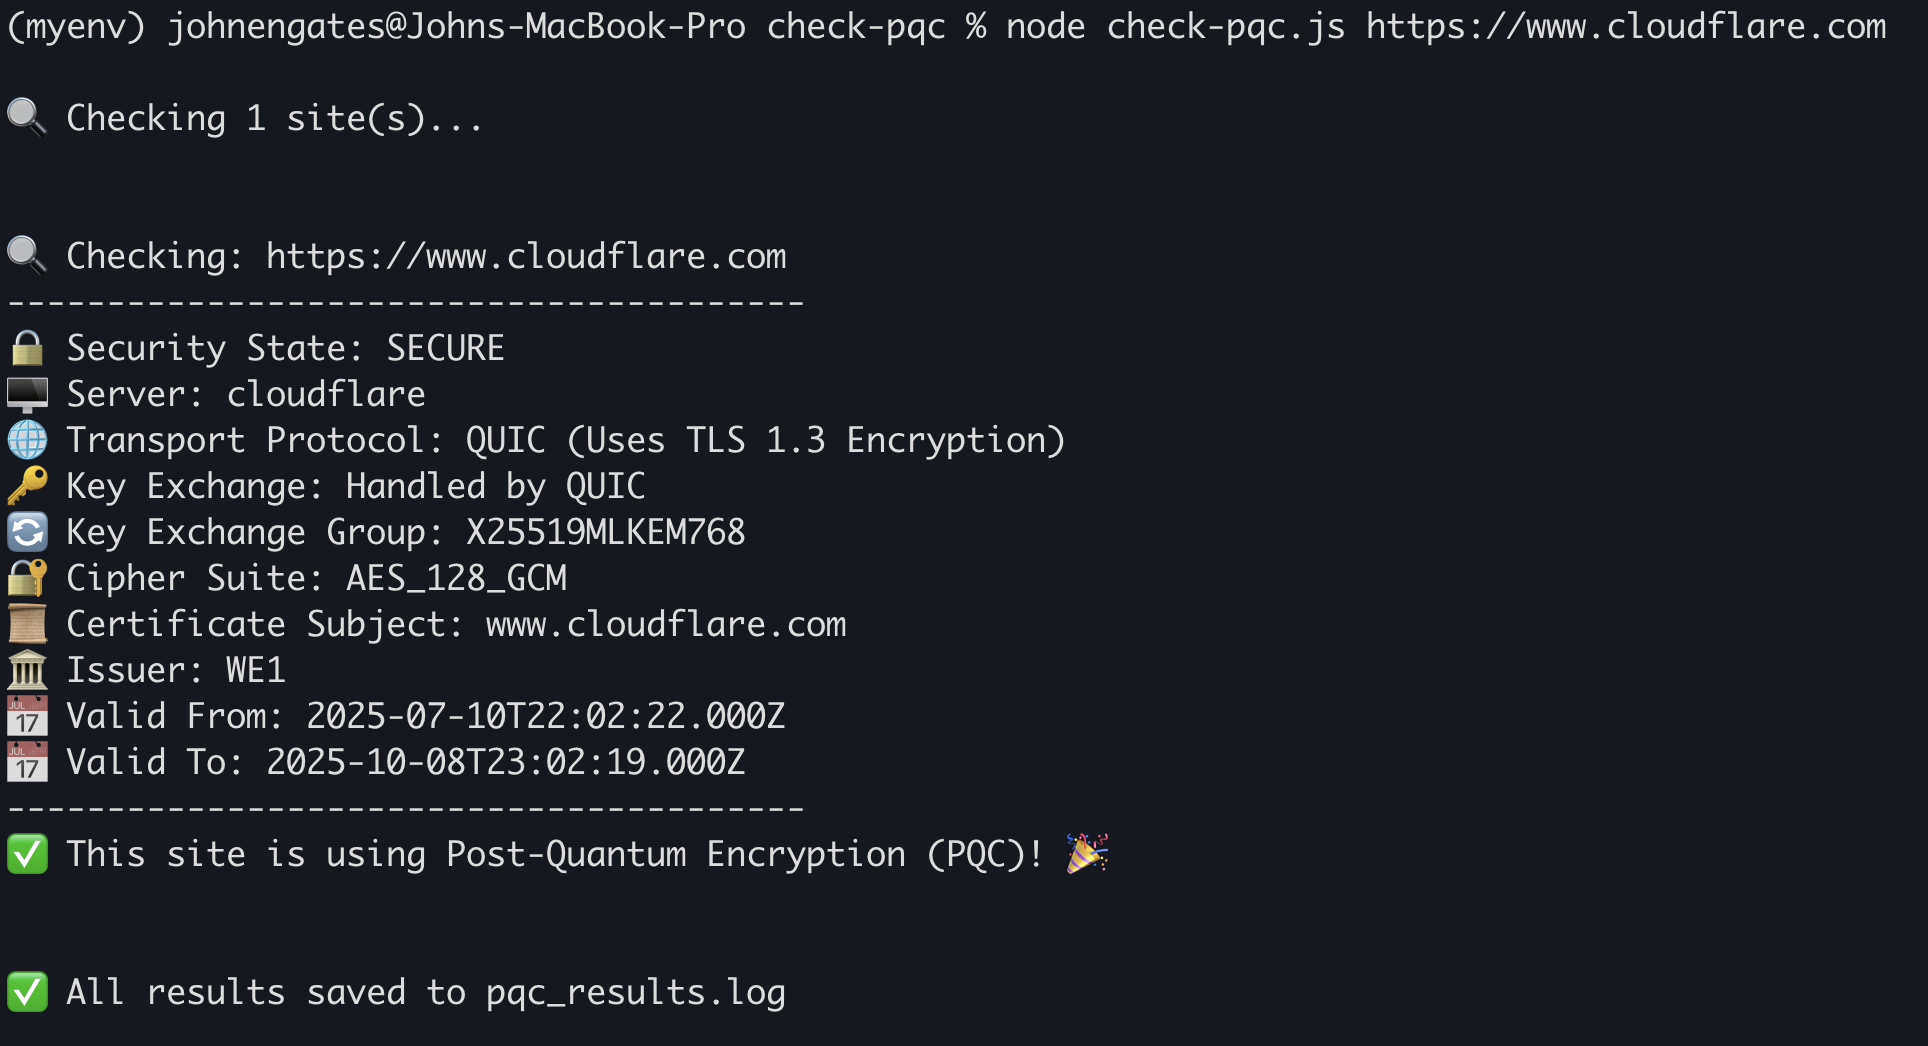 (myenv) johnengates@Johns-MacBook-Pro check-pqc % node check-pqc.js https://www.cloudflare.com
🔍 Checking 1 site(s)...
🔍 Checking: https://www.cloudflare.com
----------------------------------------
🔒 Security State: SECURE
🖥️ Server: cloudflare
🌐 Transport Protocol: QUIC (Uses TLS 1.3 Encryption)
🔑 Key Exchange: Handled by QUIC
🔄 Key Exchange Group: X25519MLKEM768
🔐 Cipher Suite: AES_128_GCM
📜 Certificate Subject: www.cloudflare.com
🏛️ Issuer: WE1
📅 Valid From: 2025-07-10T22:02:22.000Z
📅 Valid To: 2025-10-08T23:02:19.000Z
----------------------------------------
✅ This site is using Post-Quantum Encryption (PQC)! 🎉
✅ All results saved to pqc_results.log